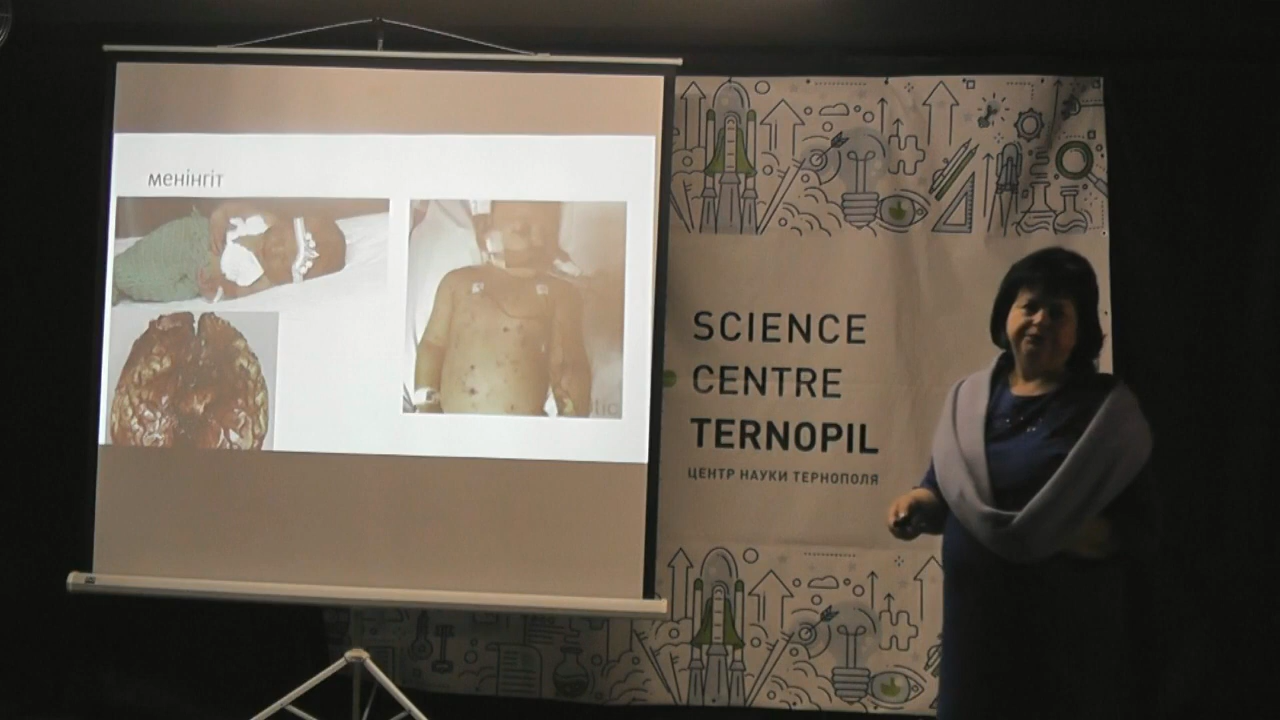 менінгіт
SCIENCE
CENTRE
TERNOPIL
ЦЕНТР НАУКИ ТЕРНОПОЛЯ